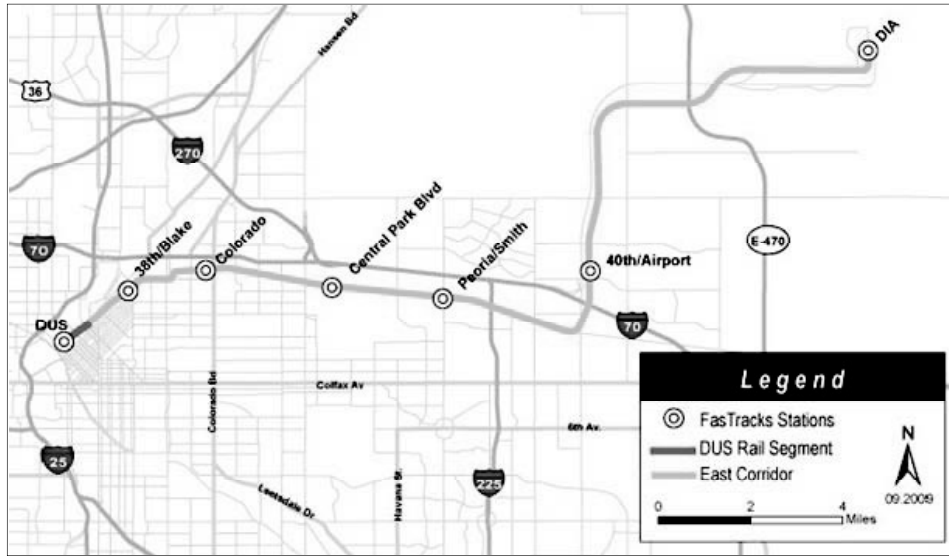 DIA
Hansen Bd
36
270
38th/Blake
Colorado
Central Park Blvd
Peoria/Smith
40th/Airport
E-470
70
DUS
70
Colfax Av
Colorado Bd
6th Av.
25
Leetsdale Dr
Havana St.
225
Legend
FasTracks Stations
DUS Rail Segment
East Corridor
N
09.2009
0 2 4
Miles